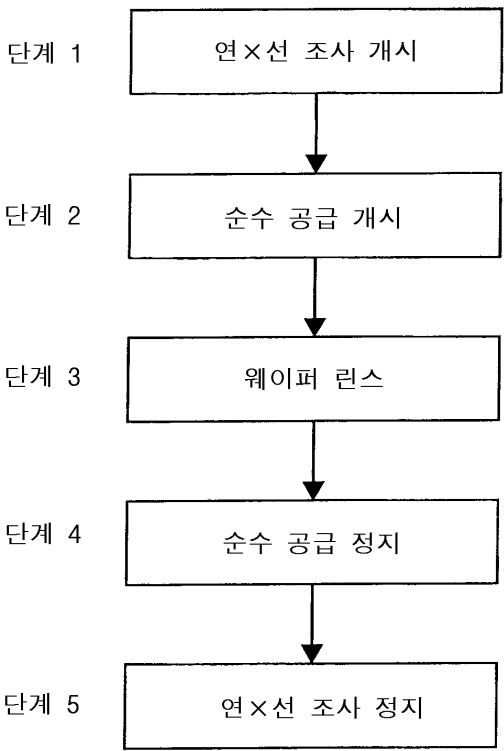 단계 1
연×선 조사 개시
단계 2
순수 공급 개시
단계 3
웨이퍼 린스
단계 4
순수 공급 정지
단계 5
연×선 조사 정지